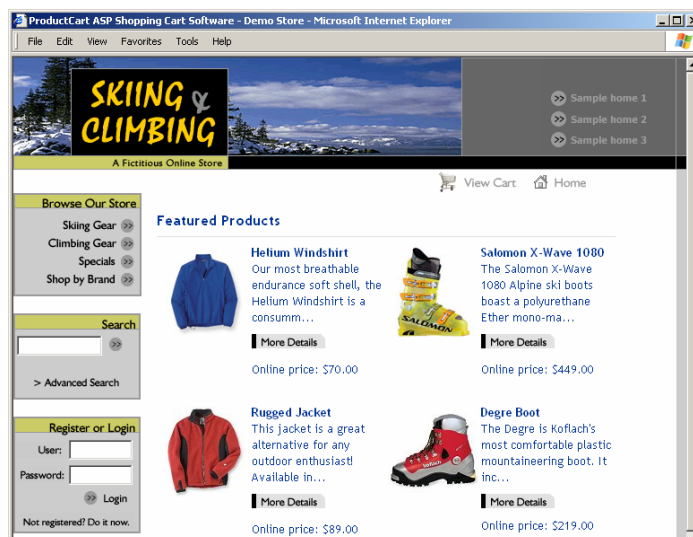 ProductCart ASP Shopping Cart Software - Demo Store - Microsoft Internet Explorer
File Edit View Favorites Tools Help
SKIING &
CLIMBING
A Fictitious Online Store
Sample home 1
Sample home 2
Sample home 3
View Cart Home
Browse Our Store
Skiing Gear
Climbing Gear
Specials
Shop by Brand
Search
> Advanced Search
Register or Login
User:
Password:
Login
Not registered? Do it now.
Featured Products
Helium Windshirt
Our most breathable
endurance soft shell, the
Helium Windshirt is a
consumm...
More Details
Online price: $70.00
SALOMON
Salomon X-Wave 1080
The Salomon X-Wave
1080 Alpine ski boots
boast a polyurethane
Ether mono-ma...
More Details
Online price: $449.00
Rugged Jacket
This jacket is a great
alternative for any
outdoor enthusiast!
Available in...
More Details
Online price: $89.00
koflach
Degre Boot
The Degre is Koflach's
most comfortable plastic
mountaineering boot. It
inc...
More Details
Online price: $219.00